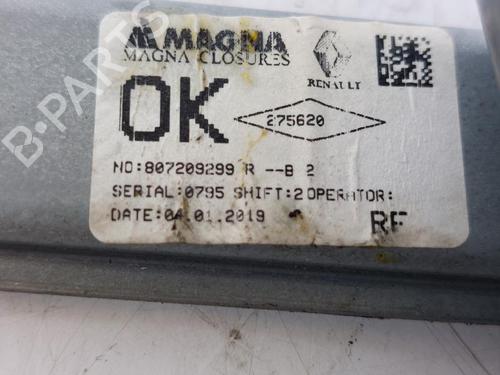 MAGNA
MAGNA CLOSURES
RENAULT
OK
275620
NO:807209299 R --B 2
SERIAL:0795 SHIFT:2 OPERATOR:
DATE:04.01.2019
RF
B-PARTS